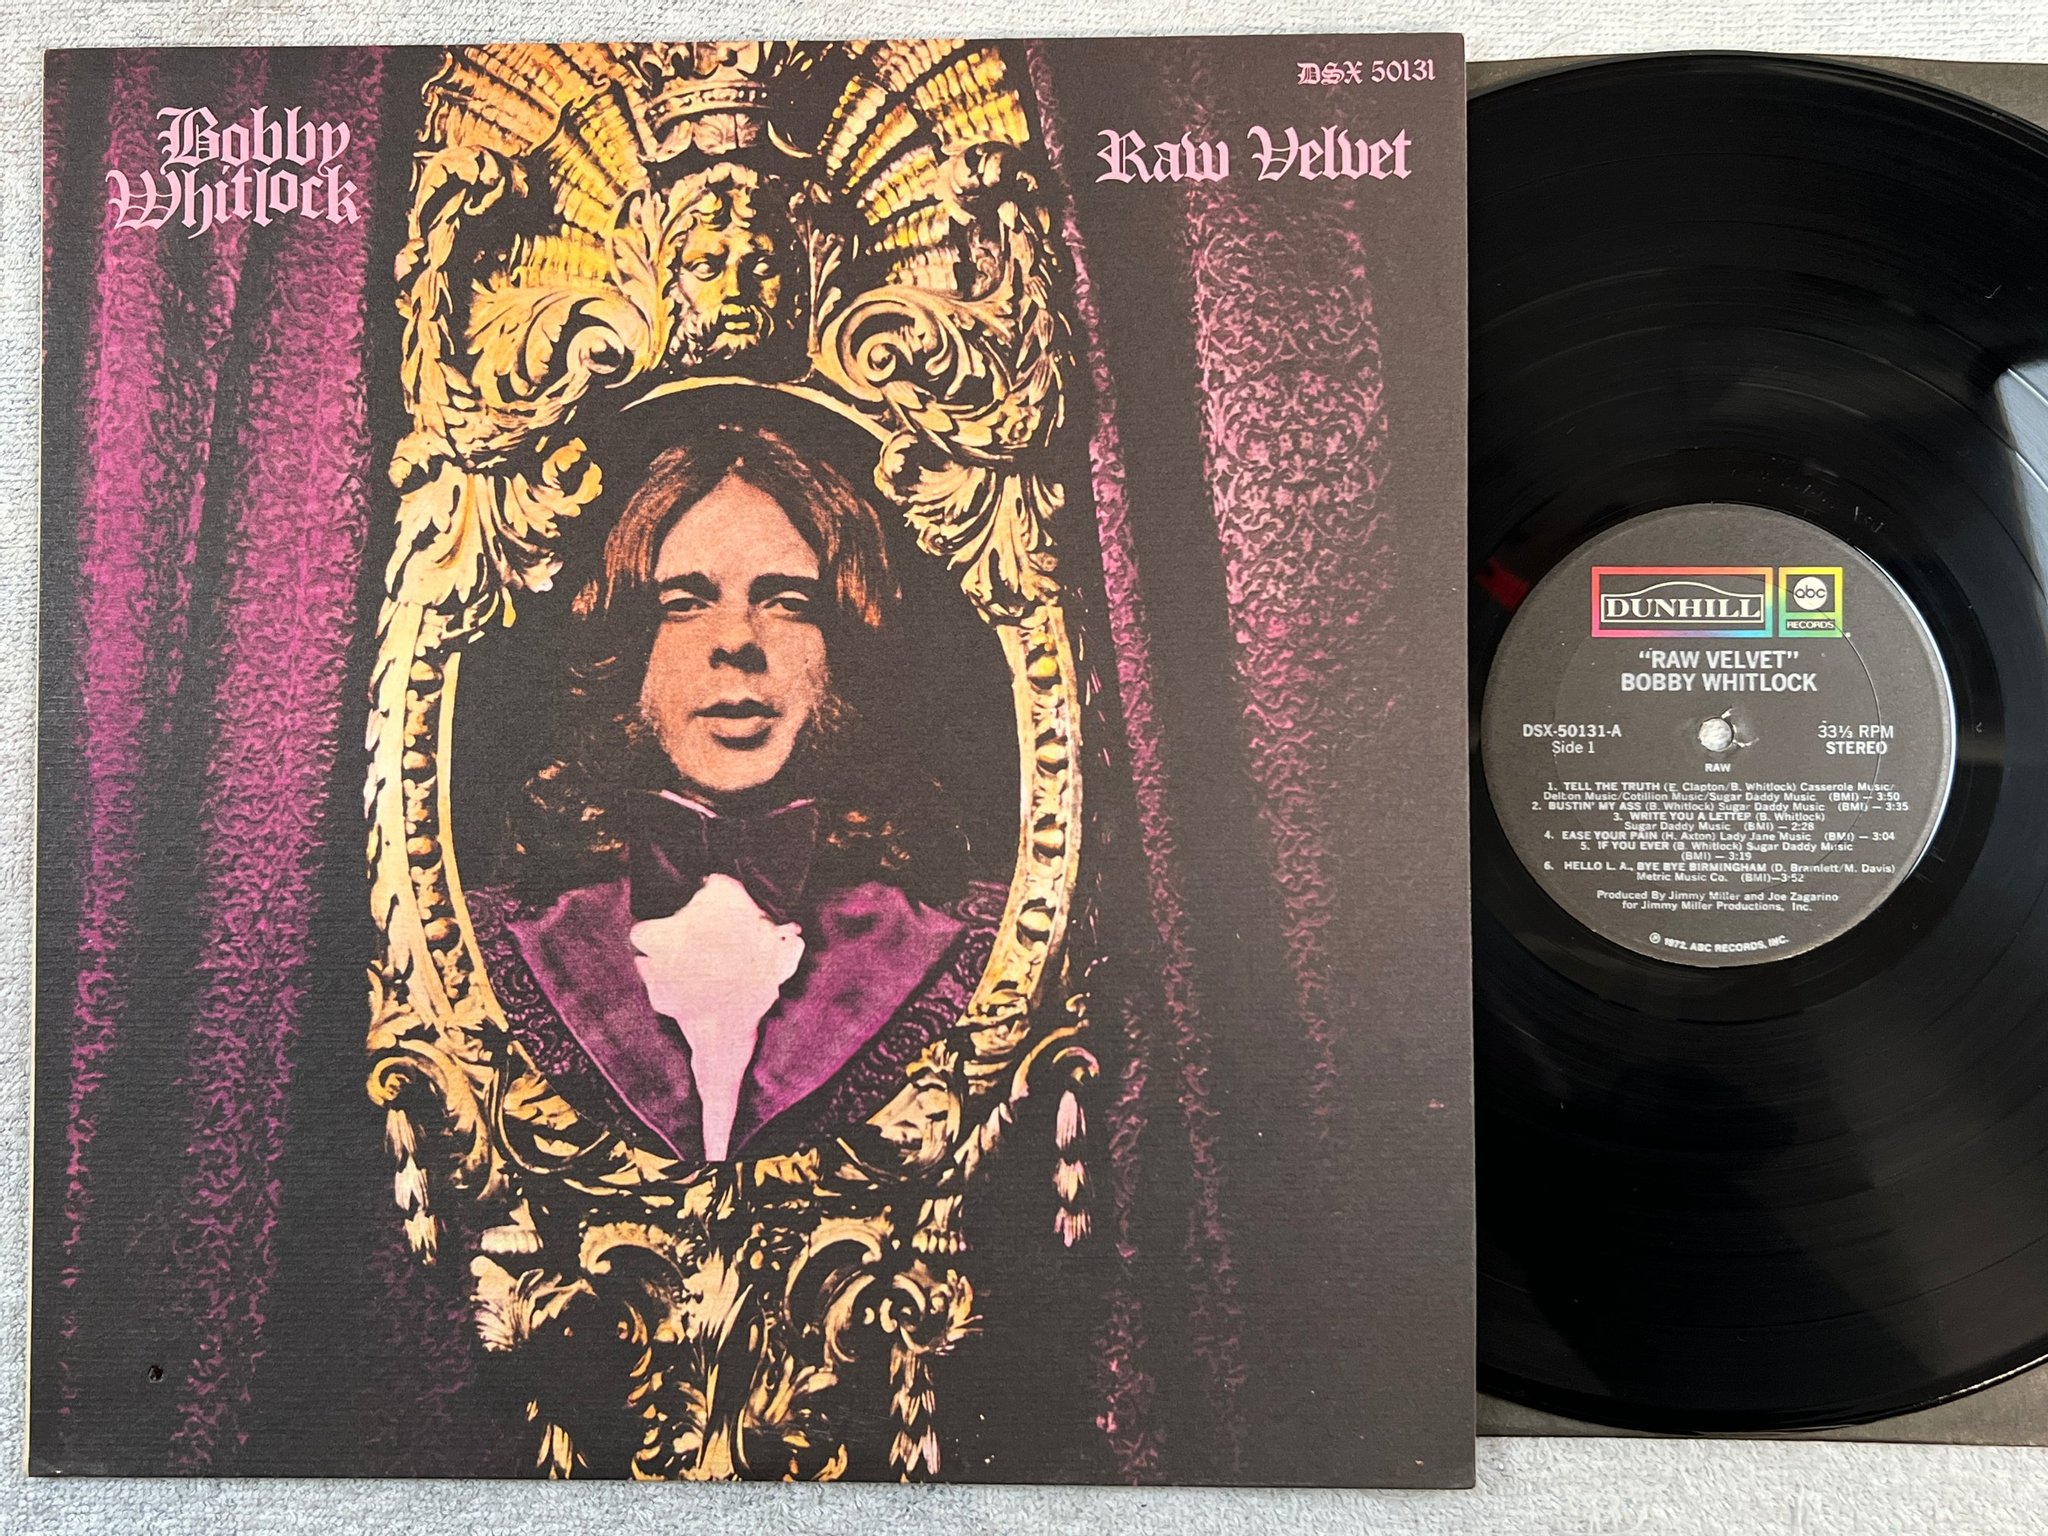 Bobby
Whitlock
DSX 50131
Raw Velvet
DUNHILL
abc
RECORDS
"RAW VELVET"
BOBBY WHITLOCK
DSX-50131-A
Side 1
33⅓ RPM
STEREO
RAW
1. TELL THE TRUTH (E. Clapton/B. Whitlock) Casserole Music/
Delton Music/Cotillion Music/Sugar Daddy Music (BMI) — 3:50
2. BUSTIN' MY ASS (B. Whitlock) Sugar Daddy Music (BMI) — 3:35
3. WRITE YOU A LETTER (B. Whitlock)
Sugar Daddy Music (BMI) — 2:28
4. EASE YOUR PAIN (H. Axton) Lady Jane Music (BMI) — 3:04
5. IF YOU EVER (B. Whitlock) Sugar Daddy Music
(BMI) — 3:19
6. HELLO L. A., BYE BYE BIRMINGHAM (D. Bramlett/M. Davis)
Metric Music Co. (BMI)—3:52
Produced By Jimmy Miller and Joe Zagarino
for Jimmy Miller Productions, Inc.
℗ 1972, ABC RECORDS, INC.